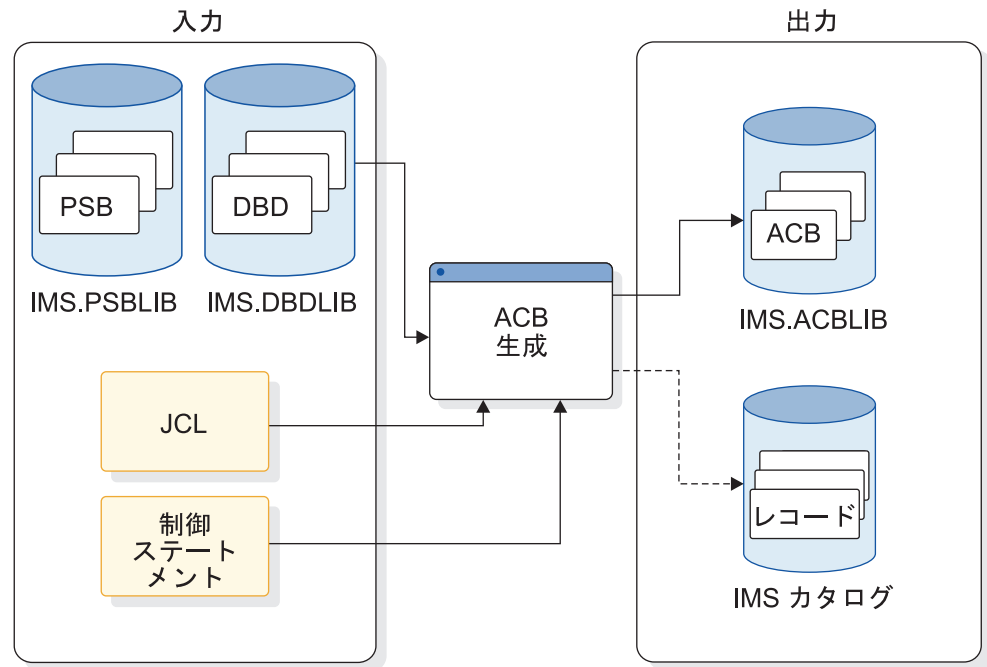 入力
PSB
IMS.PSBLIB
DBD
IMS.DBDLIB
JCL
制御
ステート
メント
ACB
生成
出力
ACB
IMS.ACBLIB
レコード
IMS カタログ